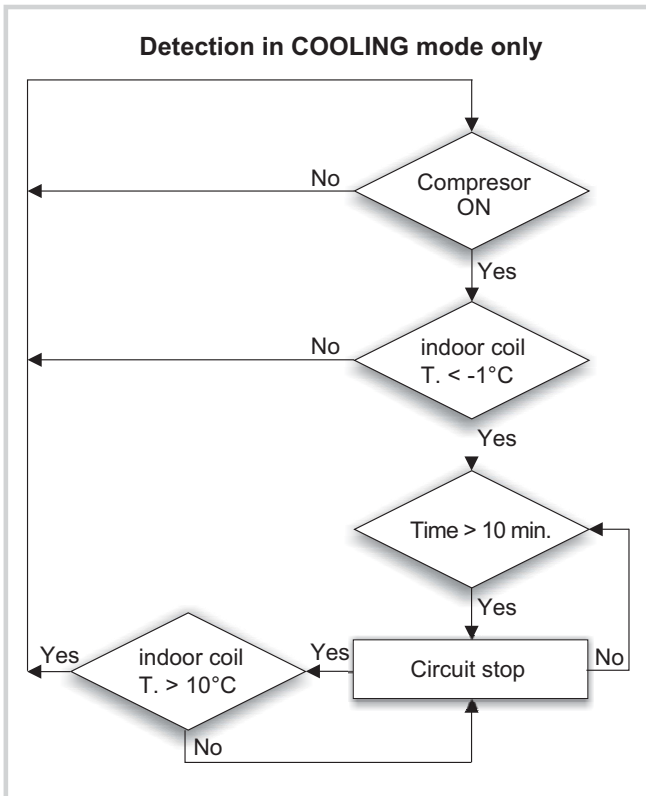 Detection in COOLING mode only
No
Compresor
ON
Yes
No
indoor coil
T. < -1°C
Yes
Time > 10 min.
Yes
Yes
indoor coil
T. > 10°C
Yes
Circuit stop
No
No